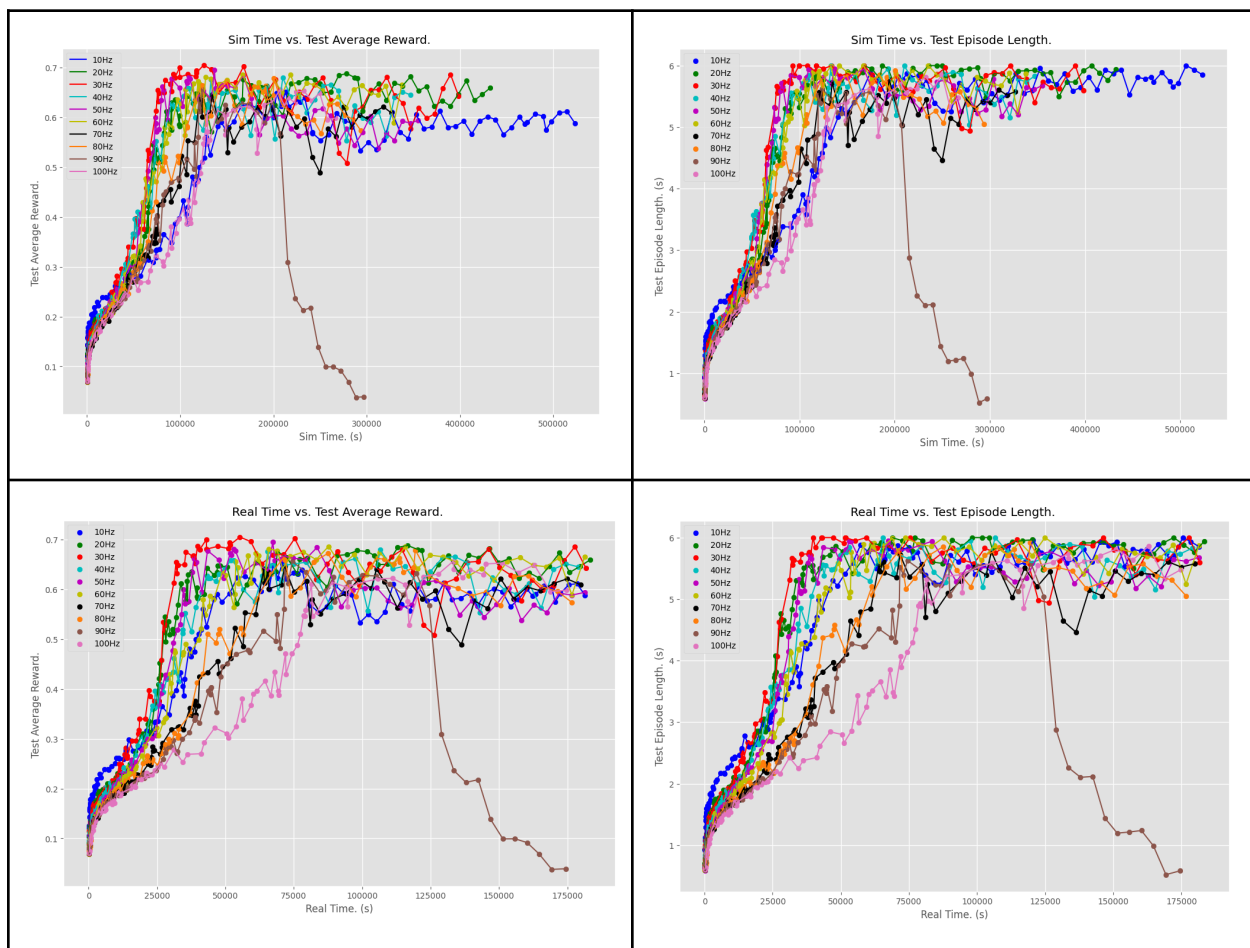 Sim Time vs. Test Average Reward.
Test Average Reward.
0.7
0.6
0.5
0.4
0.3
0.2
0.1
10Hz
20Hz
30Hz
40Hz
50Hz
60Hz
70Hz
80Hz
90Hz
100Hz
0
100000
200000
300000
400000
500000
Sim Time. (s)
Sim Time vs. Test Episode Length.
Test Episode Length. (s)
6
5
4
3
2
1
10Hz
20Hz
30Hz
40Hz
50Hz
60Hz
70Hz
80Hz
90Hz
100Hz
0
100000
200000
300000
400000
500000
Sim Time. (s)
Real Time vs. Test Average Reward.
Test Average Reward.
0.7
0.6
0.5
0.4
0.3
0.2
0.1
10Hz
20Hz
30Hz
40Hz
50Hz
60Hz
70Hz
80Hz
90Hz
100Hz
0
25000
50000
75000
100000
125000
150000
175000
Real Time. (s)
Real Time vs. Test Episode Length.
Test Episode Length. (s)
6
5
4
3
2
1
10Hz
20Hz
30Hz
40Hz
50Hz
60Hz
70Hz
80Hz
90Hz
100Hz
0
25000
50000
75000
100000
125000
150000
175000
Real Time. (s)